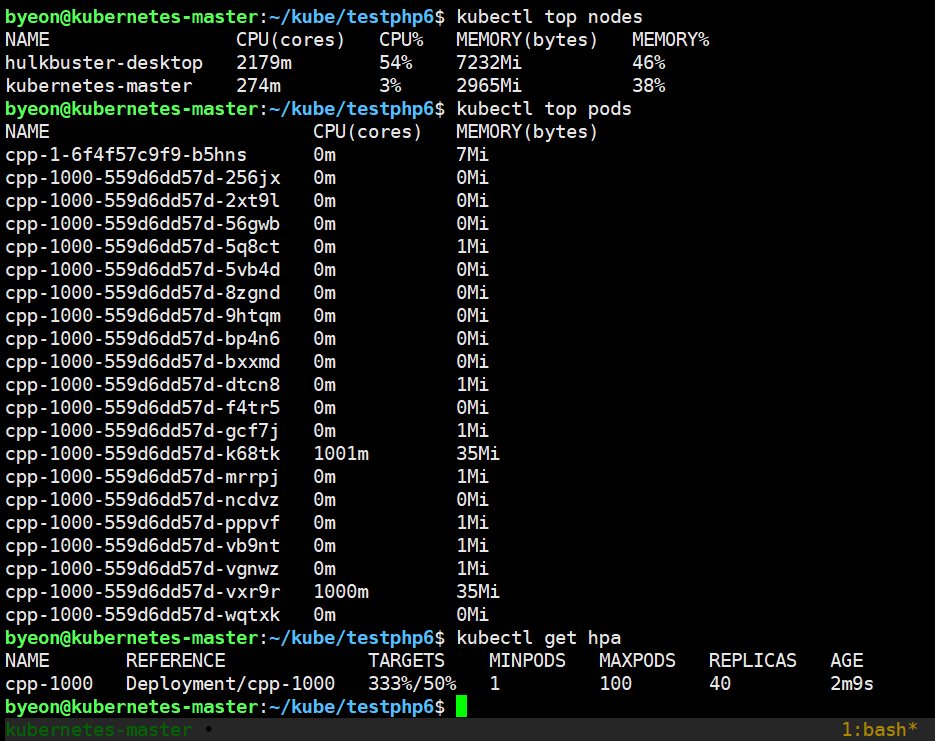 byeon@kubernetes-master:~/kube/testphp6$ kubectl top nodes
NAME CPU(cores) CPU% MEMORY(bytes) MEMORY%
hulkbuster-desktop 2179m 54% 7232Mi 46%
kubernetes-master 274m 3% 2965Mi 38%
byeon@kubernetes-master:~/kube/testphp6$ kubectl top pods
NAME CPU(cores) MEMORY(bytes)
cpp-1-6f4f57c9f9-b5hns 0m 7Mi
cpp-1000-559d6dd57d-256jx 0m 0Mi
cpp-1000-559d6dd57d-2xt9l 0m 0Mi
cpp-1000-559d6dd57d-56gwb 0m 0Mi
cpp-1000-559d6dd57d-5q8ct 0m 1Mi
cpp-1000-559d6dd57d-5vb4d 0m 0Mi
cpp-1000-559d6dd57d-8zgnd 0m 0Mi
cpp-1000-559d6dd57d-9htqm 0m 0Mi
cpp-1000-559d6dd57d-bp4n6 0m 0Mi
cpp-1000-559d6dd57d-bxxmd 0m 0Mi
cpp-1000-559d6dd57d-dtcn8 0m 1Mi
cpp-1000-559d6dd57d-f4tr5 0m 0Mi
cpp-1000-559d6dd57d-gcf7j 0m 1Mi
cpp-1000-559d6dd57d-k68tk 1001m 35Mi
cpp-1000-559d6dd57d-mrrpj 0m 1Mi
cpp-1000-559d6dd57d-ncdvz 0m 0Mi
cpp-1000-559d6dd57d-pppvf 0m 1Mi
cpp-1000-559d6dd57d-vb9nt 0m 1Mi
cpp-1000-559d6dd57d-vgnwz 0m 1Mi
cpp-1000-559d6dd57d-vxr9r 1000m 35Mi
cpp-1000-559d6dd57d-wqtxk 0m 0Mi
byeon@kubernetes-master:~/kube/testphp6$ kubectl get hpa
NAME REFERENCE TARGETS MINPODS MAXPODS REPLICAS AGE
cpp-1000 Deployment/cpp-1000 333%/50% 1 100 40 2m9s
byeon@kubernetes-master:~/kube/testphp6$
kubernetes-master • 1:bash*